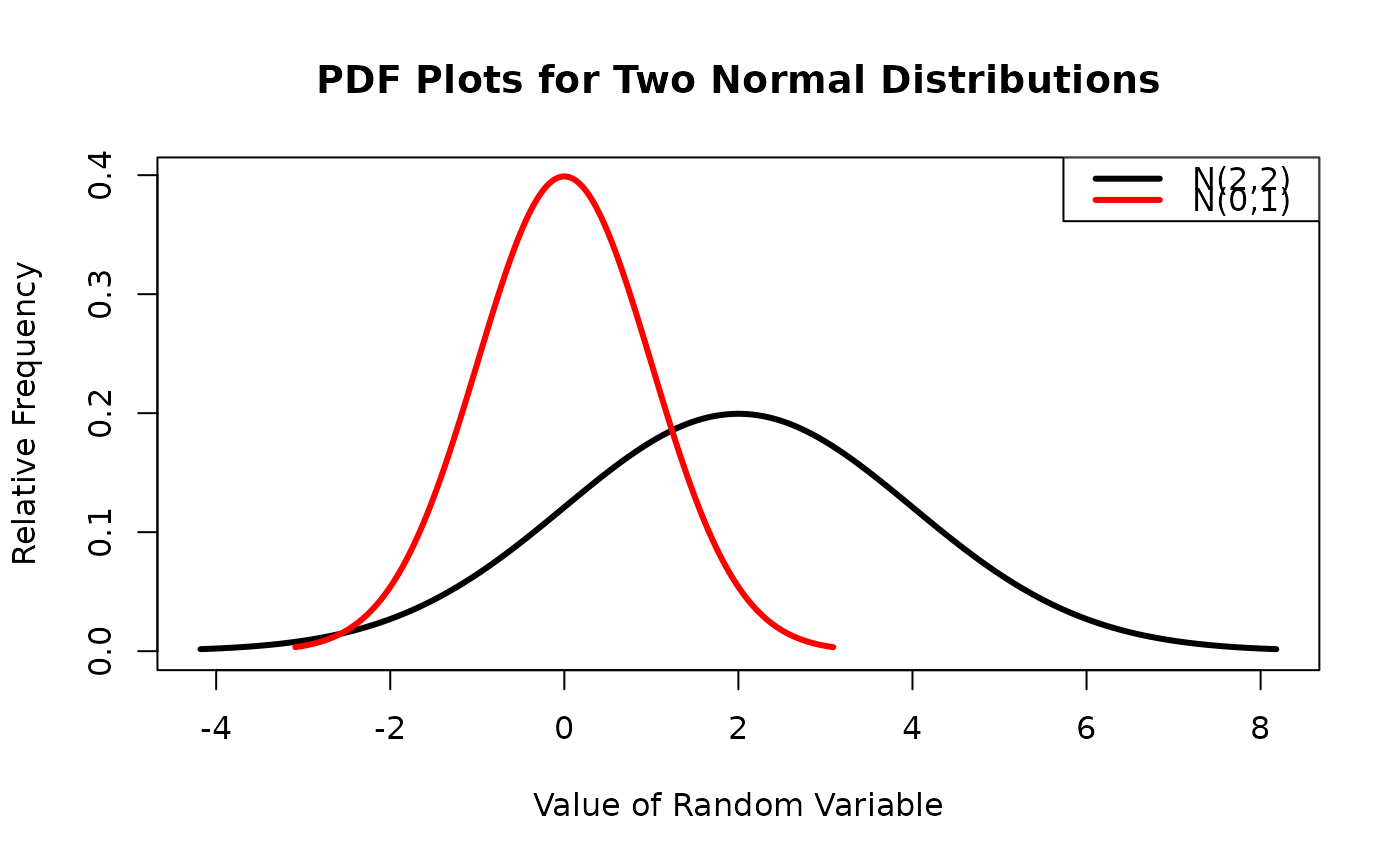 PDF Plots for Two Normal Distributions
N(2,2)
N(0,1)
Relative Frequency
0.4
0.3
0.2
0.1
0.0
-4 -2 0 2 4 6 8
Value of Random Variable